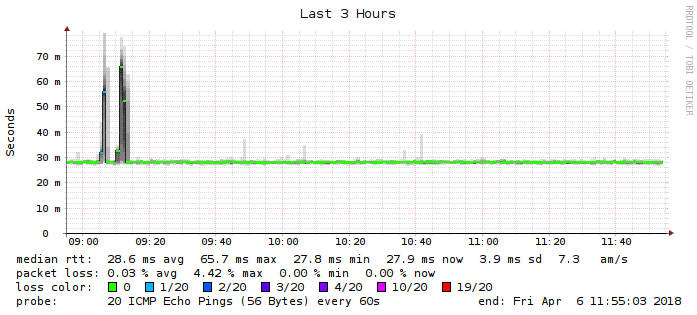 Last 3 Hours
RRDTOOL / TOBI OETIKER
Seconds
70 m
60 m
50 m
40 m
30 m
20 m
10 m
0
09:00 09:20 09:40 10:00 10:20 10:40 11:00 11:20 11:40
median rtt: 28.6 ms avg 65.7 ms max 27.8 ms min 27.9 ms now 3.9 ms sd 7.3 am/s
packet loss: 0.03 % avg 4.42 % max 0.00 % min 0.00 % now
loss color: 0 1/20 2/20 3/20 4/20 10/20 19/20
probe: 20 ICMP Echo Pings (56 Bytes) every 60s end: Fri Apr 6 11:55:03 2018